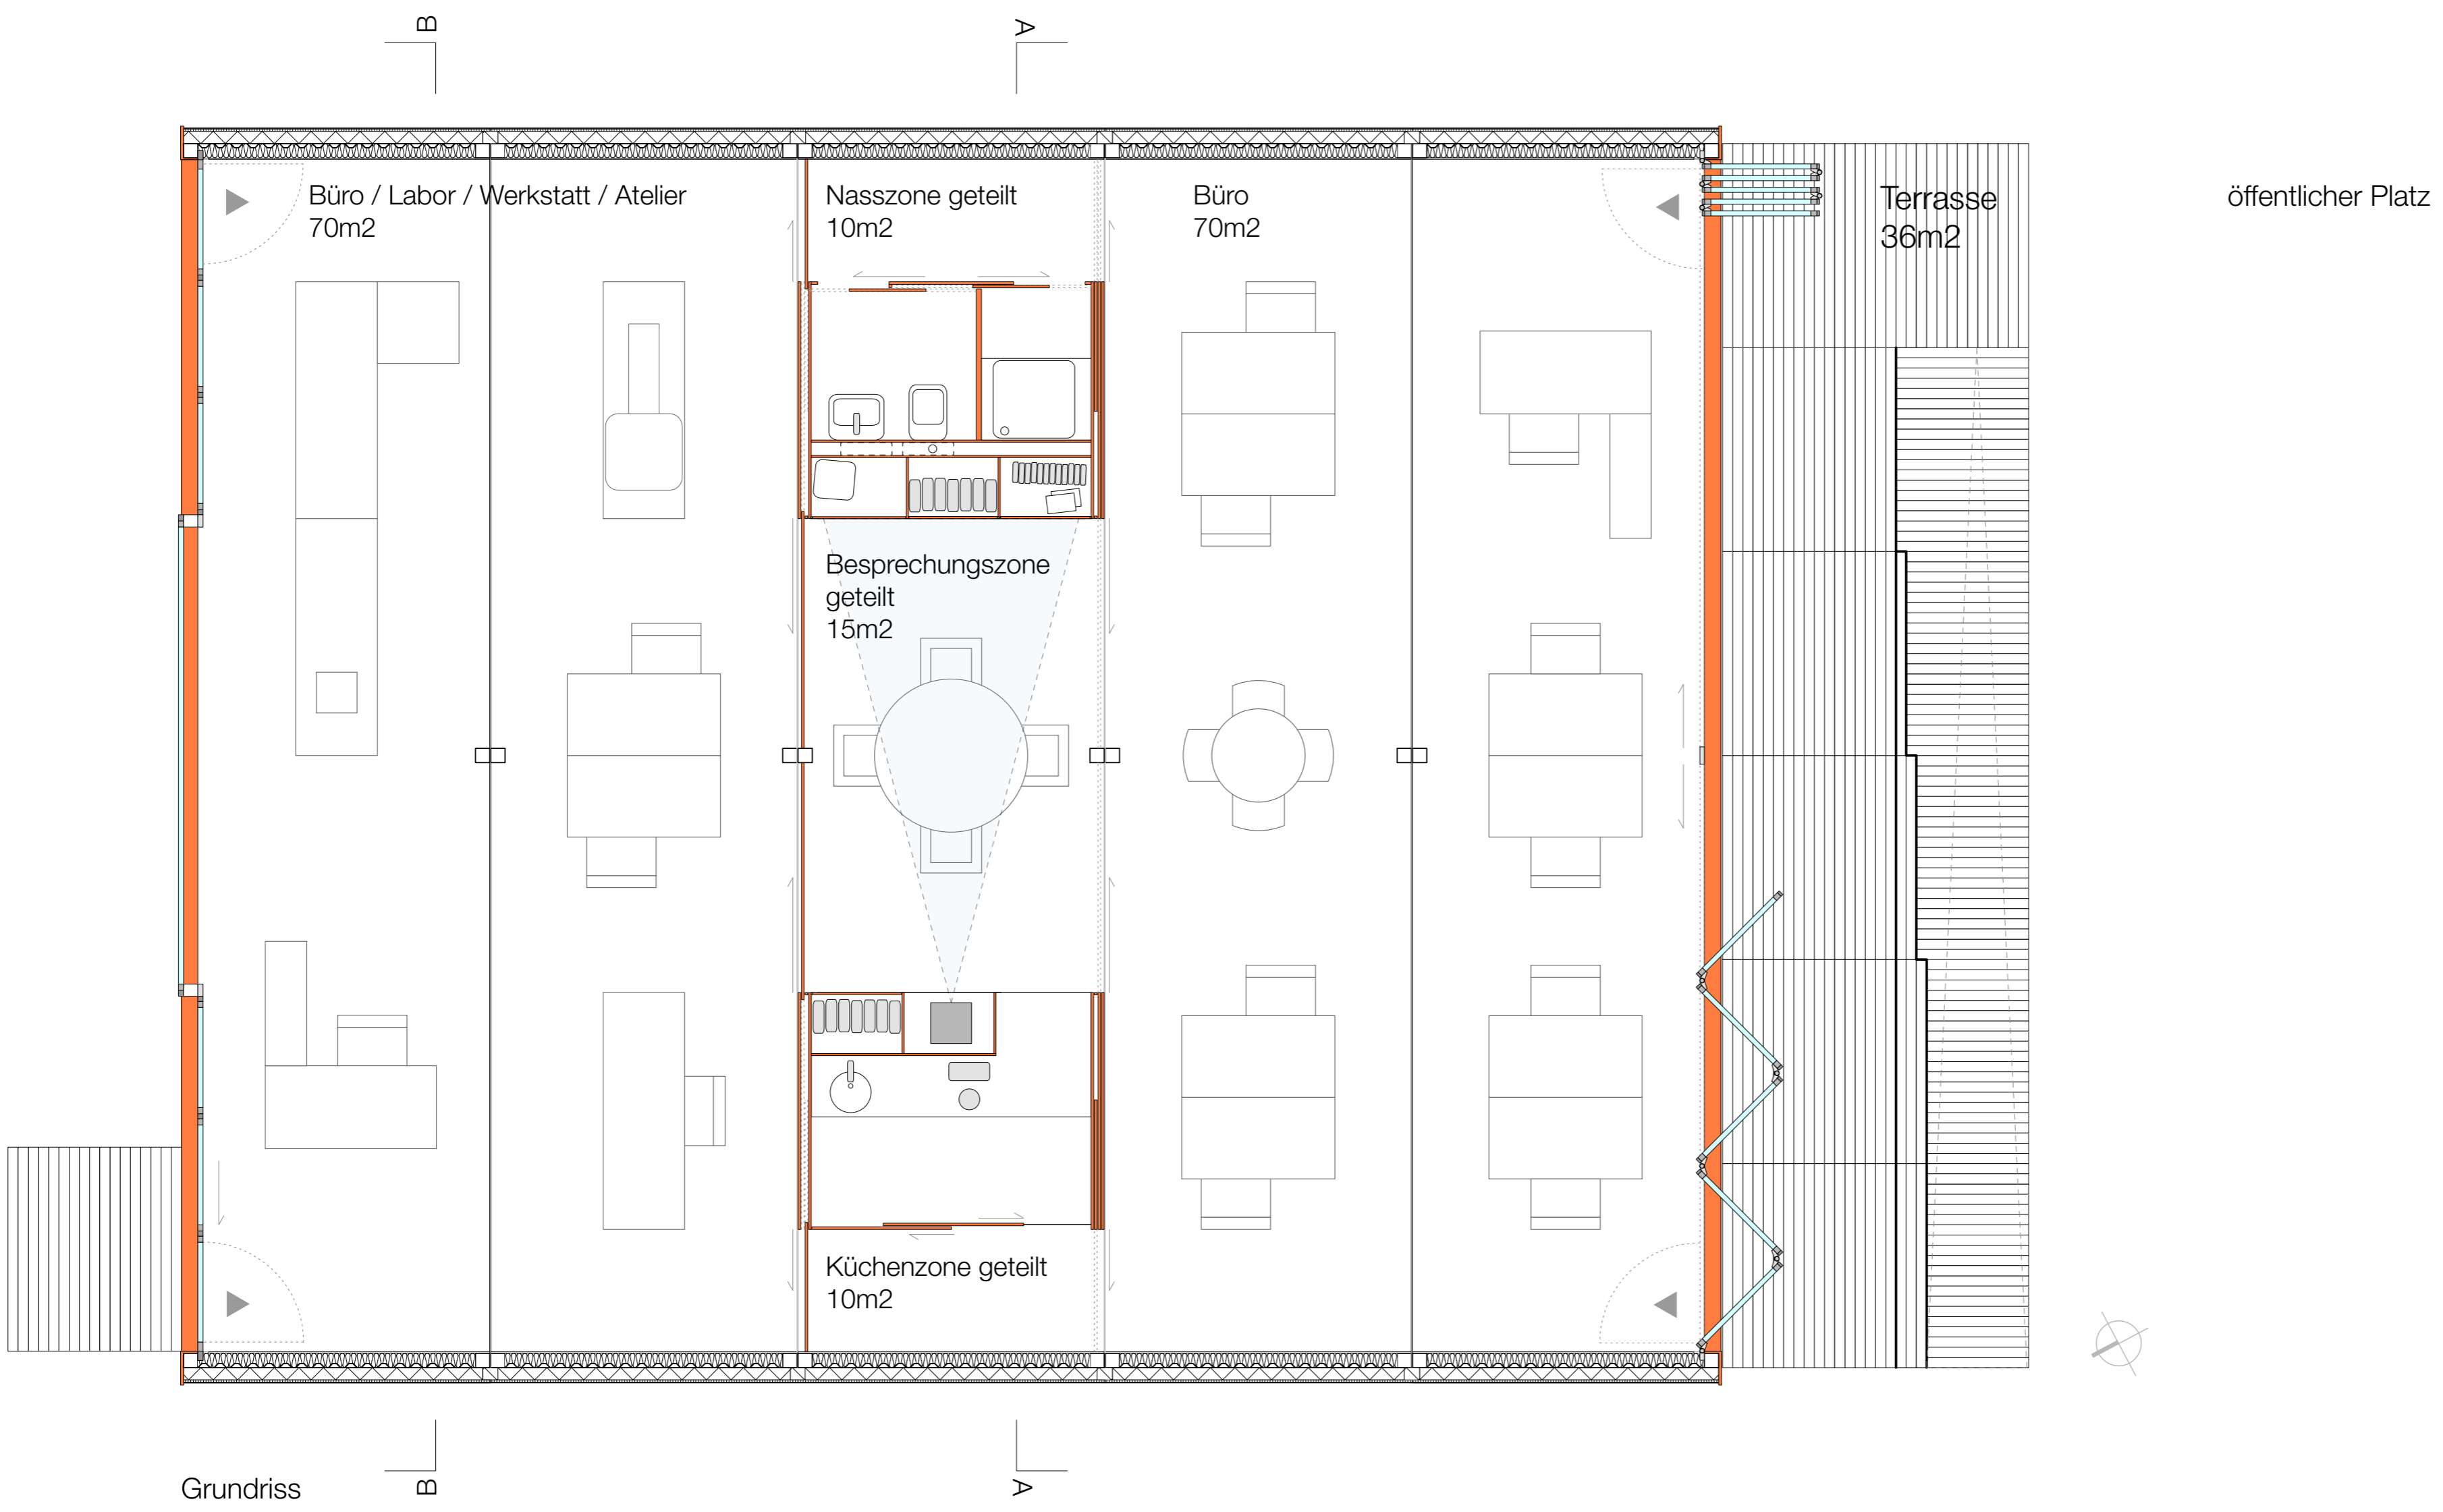 B
A
Büro / Labor / Werkstatt / Atelier
70m2
Nasszone geteilt
10m2
Büro
70m2
Terrasse
36m2
öffentlicher Platz
Besprechungszone
geteilt
15m2
Küchenzone geteilt
10m2
B
A
Grundriss